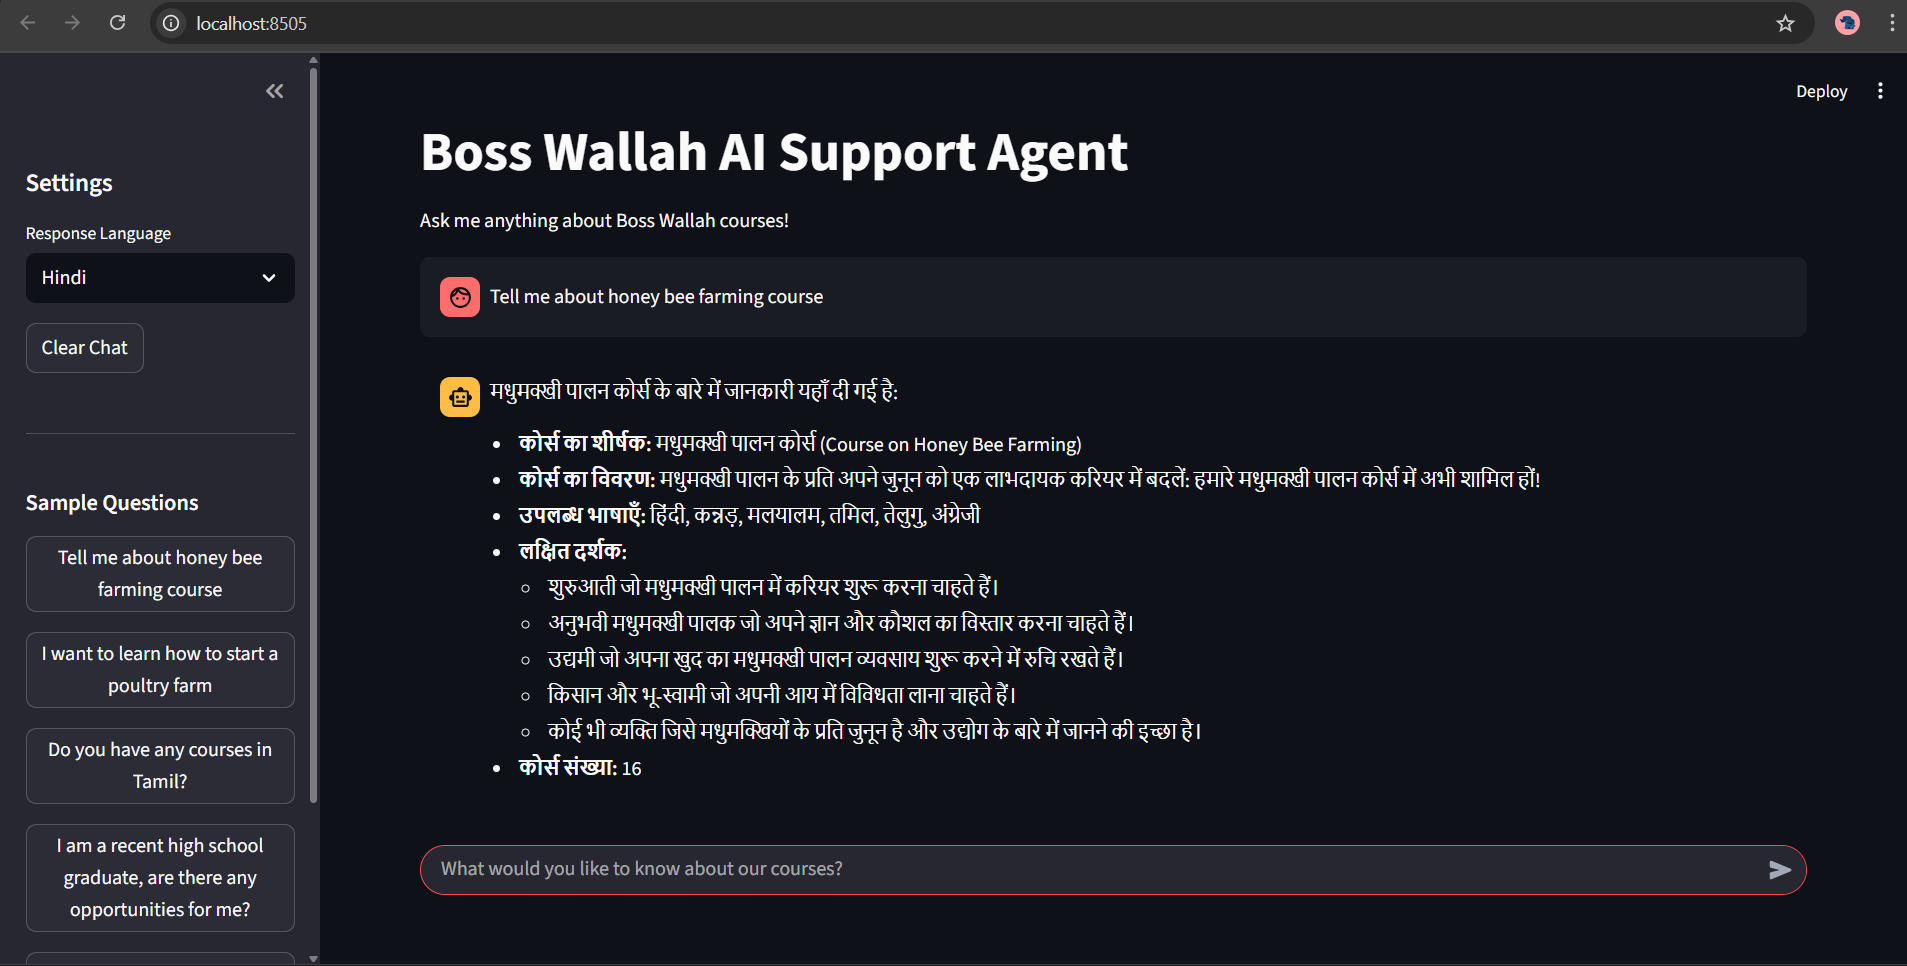 localhost:8505
Deploy
Settings
Response Language
Hindi
Clear Chat
Sample Questions
Tell me about honey bee
farming course
I want to learn how to start a
poultry farm
Do you have any courses in
Tamil?
I am a recent high school
graduate, are there any
opportunities for me?
Boss Wallah AI Support Agent
Ask me anything about Boss Wallah courses!
Tell me about honey bee farming course
मधुमक्खी पालन कोर्स के बारे में जानकारी यहाँ दी गई है:
• कोर्स का शीर्षक: मधुमक्खी पालन कोर्स (Course on Honey Bee Farming)
• कोर्स का विवरण: मधुमक्खी पालन के प्रति अपने जुनून को एक लाभदायक करियर में बदलें: हमारे मधुमक्खी पालन कोर्स में अभी शामिल हों!
• उपलब्ध भाषाएँ: हिंदी, कन्नड़, मलयालम, तमिल, तेलुगु, अंग्रेजी
• लक्षित दर्शक:
◦ शुरुआती जो मधुमक्खी पालन में करियर शुरू करना चाहते हैं।
◦ अनुभवी मधुमक्खी पालक जो अपने ज्ञान और कौशल का विस्तार करना चाहते हैं।
◦ उद्यमी जो अपना खुद का मधुमक्खी पालन व्यवसाय शुरू करने में रुचि रखते हैं।
◦ किसान और भू-स्वामी जो अपनी आय में विविधता लाना चाहते हैं।
◦ कोई भी व्यक्ति जिसे मधुमक्खियों के प्रति जुनून है और उद्योग के बारे में जानने की इच्छा है।
• कोर्स संख्या: 16
What would you like to know about our courses?